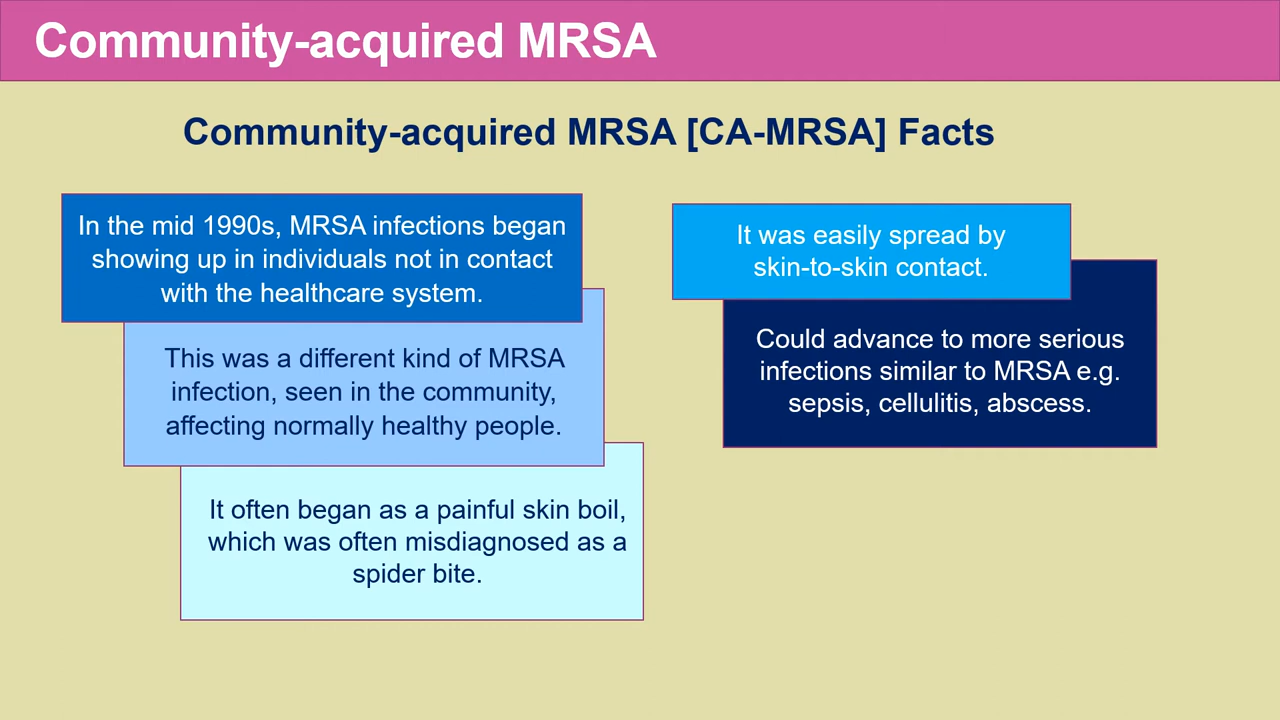 Community-acquired MRSA
Community-acquired MRSA [CA-MRSA] Facts
In the mid 1990s, MRSA infections began
showing up in individuals not in contact
with the healthcare system.
This was a different kind of MRSA
infection, seen in the community,
affecting normally healthy people.
It often began as a painful skin boil,
which was often misdiagnosed as a
spider bite.
It was easily spread by
skin-to-skin contact.
Could advance to more serious
infections similar to MRSA e.g.
sepsis, cellulitis, abscess.